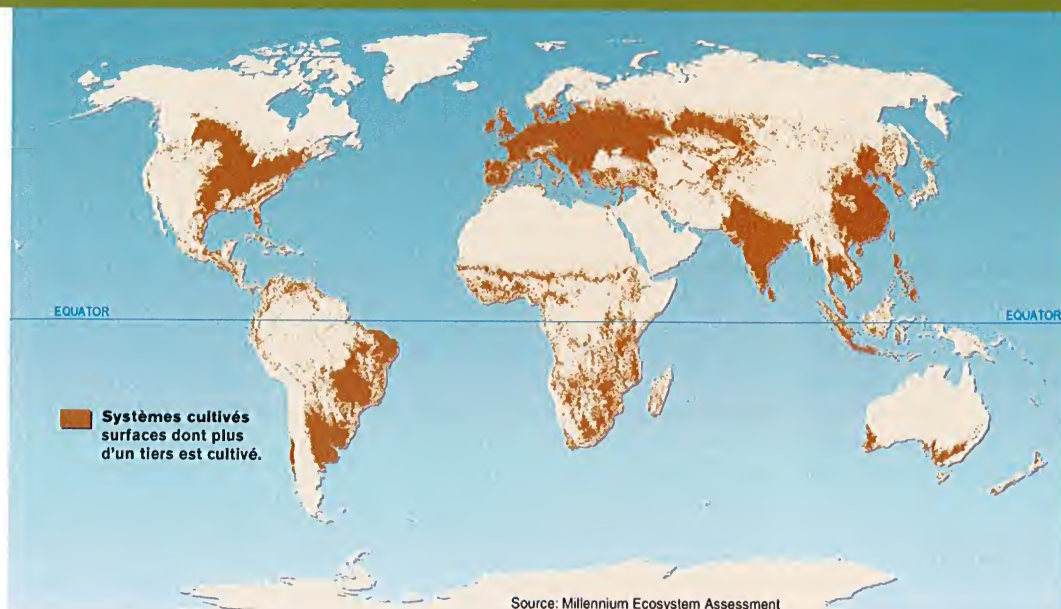 EQUATOR
EQUATOR
Systèmes cultivés
surfaces dont plus
d'un tiers est cultivé.
Source: Millennium Ecosystem Assessment